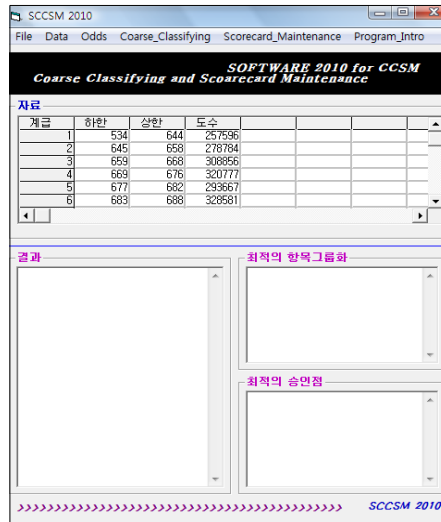 SCCSM 2010
File Data Odds Coarse_Classifying Scorecard_Maintenance Program_Intro
SOFTWARE 2010 for CCSM
Coarse Classifying and Scoarecard Maintenance
자료
계급 하한 상한 도수
1 534 644 257596
2 645 658 278784
3 659 668 308856
4 669 676 320777
5 677 682 293667
6 683 688 328581
결과
최적의 항목그룹화
최적의 승인점
>>>>>>>>>>>>>>>>>>>>>>>>>>>>>>>>>>>>>>>>>>> SCCSM 2010